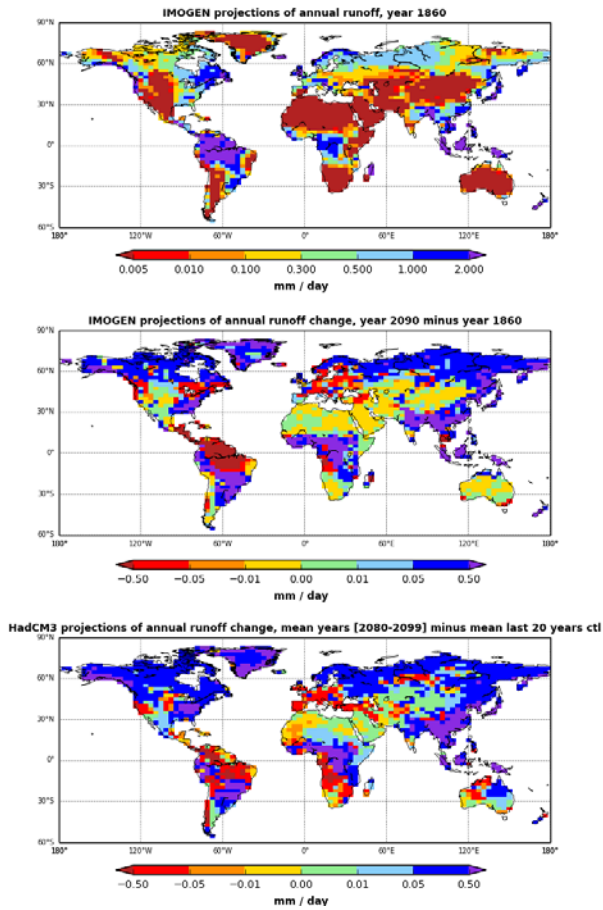 IMOGEN projections of annual runoff, year 1860
90°N
60°N
30°N
0°
30°S
60°S
180° 120°W 60°W 0° 60°E 120°E 180°
0.005 0.010 0.100 0.300 0.500 1.000 2.000
mm / day
IMOGEN projections of annual runoff change, year 2090 minus year 1860
90°N
60°N
30°N
0°
30°S
60°S
180° 120°W 60°W 0° 60°E 120°E 180°
−0.50 −0.05 −0.01 0.00 0.01 0.05 0.50
mm / day
HadCM3 projections of annual runoff change, mean years [2080-2099] minus mean last 20 years ctl
90°N
60°N
30°N
0°
30°S
60°S
180° 120°W 60°W 0° 60°E 120°E 180°
−0.50 −0.05 −0.01 0.00 0.01 0.05 0.50
mm / day